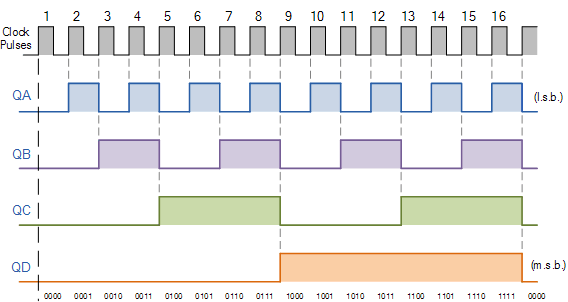 1 2 3 4 5 6 7 8 9 10 11 12 13 14 15 16
Clock
Pulses
QA (l.s.b.)
QB
QC
QD (m.s.b.)
0000 0001 0010 0011 0100 0101 0110 0111 1000 1001 1010 1011 1100 1101 1110 1111 0000